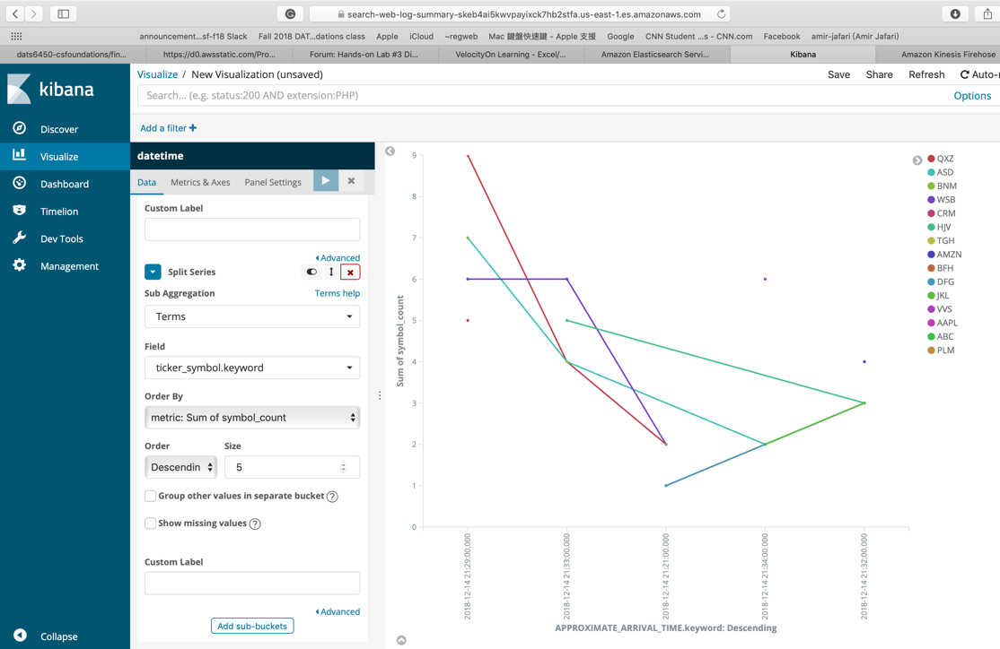 search-web-log-summary-skeb4ai5kwvpayixck7hb2stfa.us-east-1.es.amazonaws.com
announcement...sf-f18 Slack Fall 2018 DAT...dations class Apple iCloud ~regweb Mac 鍵盤快速鍵 - Apple 支援 Google CNN Student ...s - CNN.com Facebook amir-jafari (Amir Jafari)
dats6450-csfoundations/fin... https://d0.awsstatic.com/Pro... Forum: Hands-on Lab #3 Di... VelocityOn Learning - Excel/... Amazon Elasticsearch Servi... Kibana Amazon Kinesis Firehose
kibana
Discover
Visualize
Dashboard
Timelion
Dev Tools
Management
Collapse
Visualize / New Visualization (unsaved)
Save Share Refresh
Search... (e.g. status:200 AND extension:PHP)
Options
Add a filter +
datetime
Data Metrics & Axes Panel Settings
Custom Label
Advanced
Split Series
Sub Aggregation Terms help
Terms
Field
ticker_symbol.keyword
Order By
metric: Sum of symbol_count
Order Size
Descendin 5
Group other values in separate bucket ?
Show missing values ?
Custom Label
Advanced
Add sub-buckets
Sum of symbol_count
9
8
7
6
5
4
3
2
1
0
2018-12-14 21:29:00.000
2018-12-14 21:33:00.000
2018-12-14 21:21:00.000
2018-12-14 21:34:00.000
2018-12-14 21:32:00.000
APPROXIMATE_ARRIVAL_TIME.keyword: Descending
QXZ
ASD
BNM
WSB
CRM
HJV
TGH
AMZN
BFH
DFG
JKL
VVS
AAPL
ABC
PLM